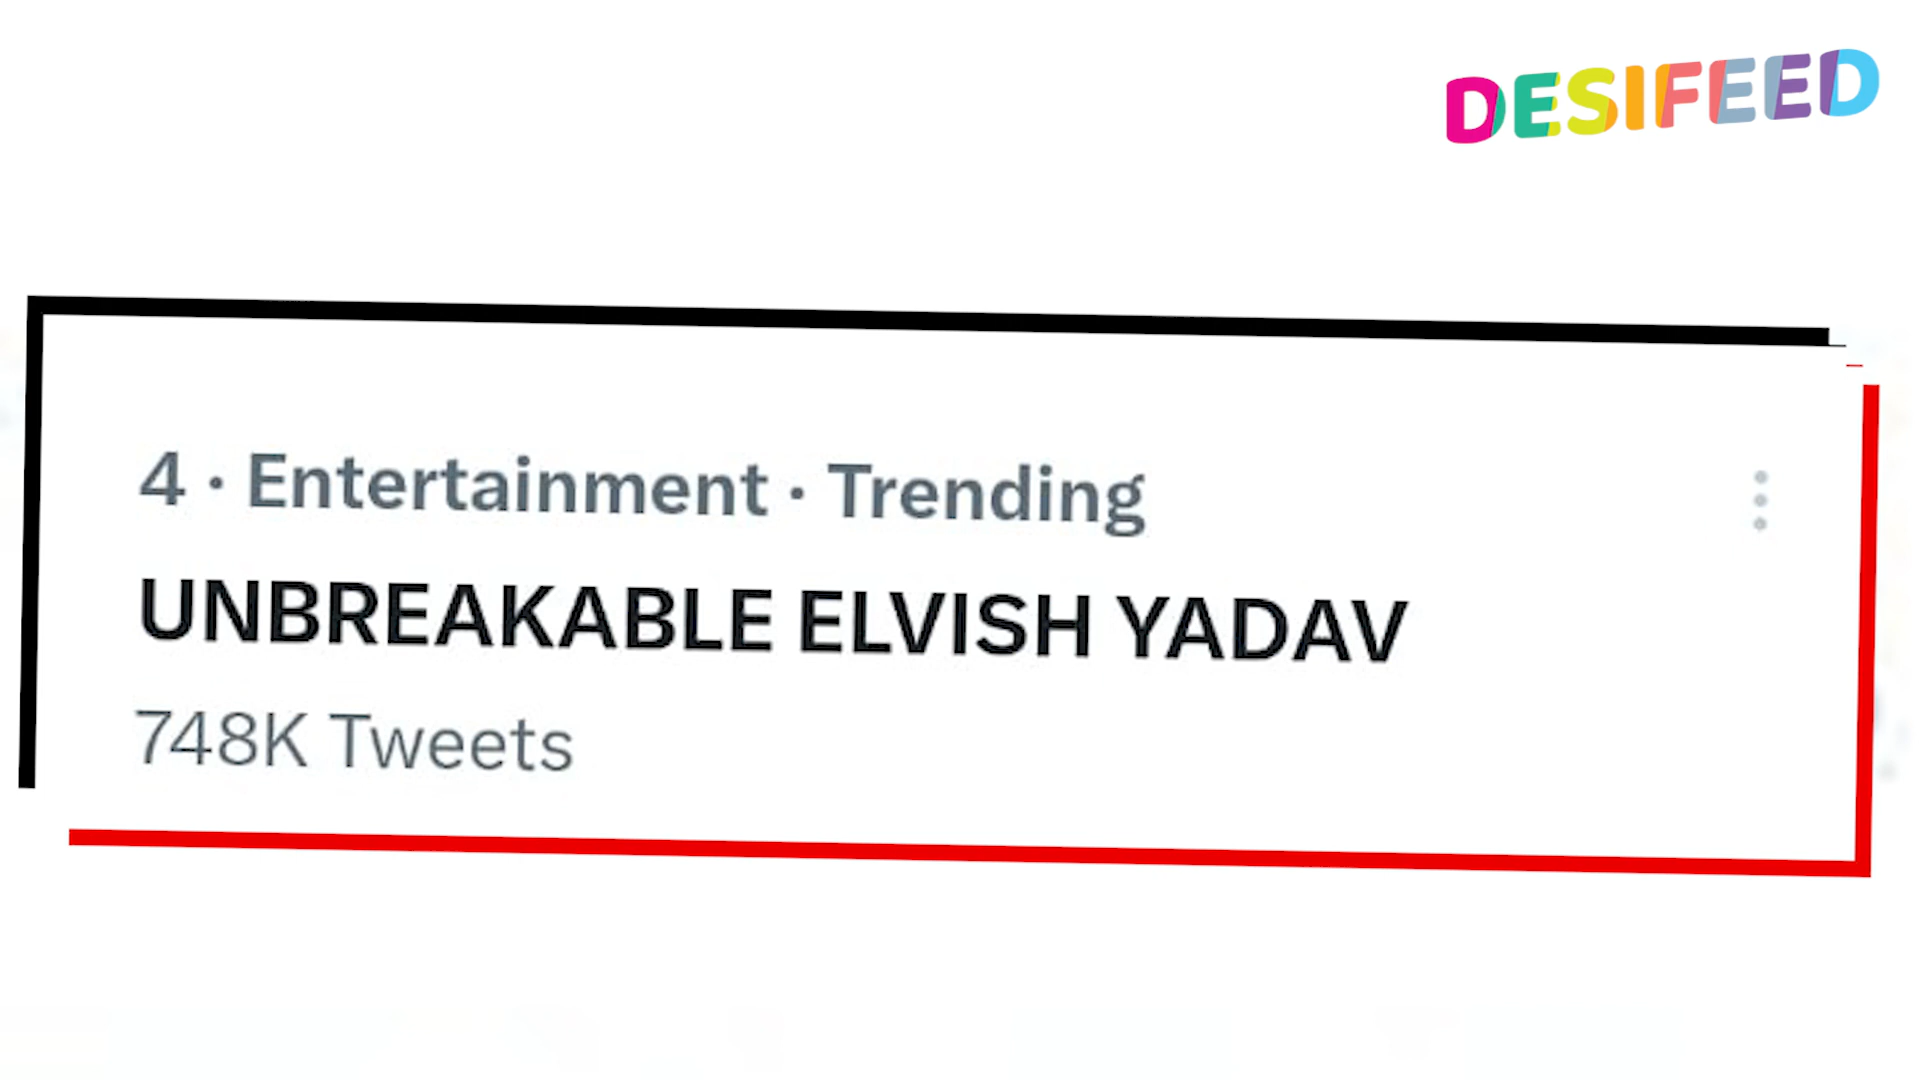 DESIFEED
4 · Entertainment · Trending
UNBREAKABLE ELVISH YADAV
748K Tweets